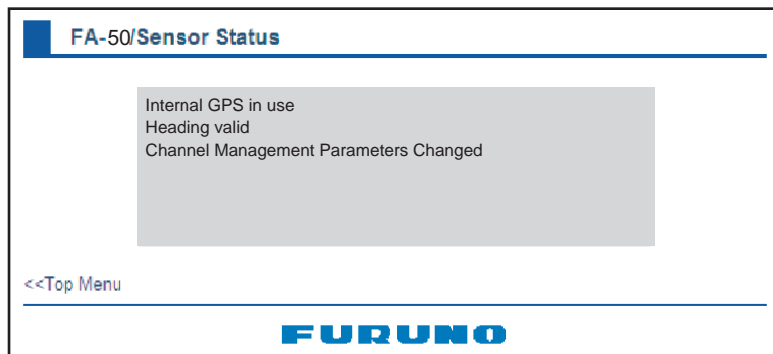 FA-50/Sensor Status
Internal GPS in use
Heading valid
Channel Management Parameters Changed
<<Top Menu
FURUNO